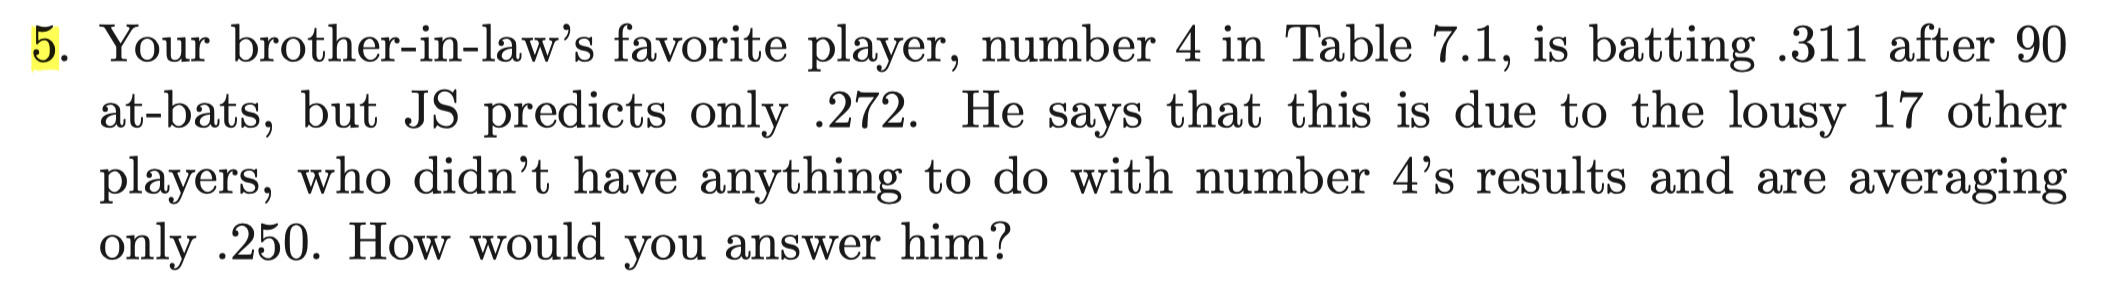 5. Your brother-in-law's favorite player, number 4 in Table 7.1, is batting .311 after 90
at-bats, but JS predicts only .272. He says that this is due to the lousy 17 other
players, who didn't have anything to do with number 4's results and are averaging
only .250. How would you answer him?